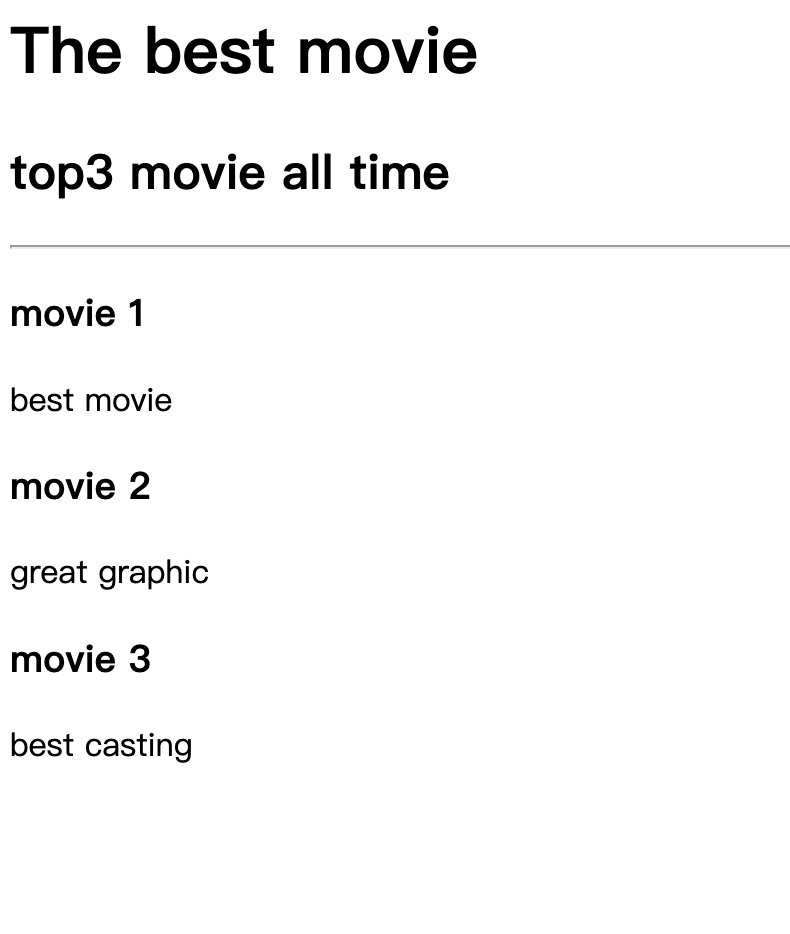 The best movie
top3 movie all time
movie 1
best movie
movie 2
great graphic
movie 3
best casting